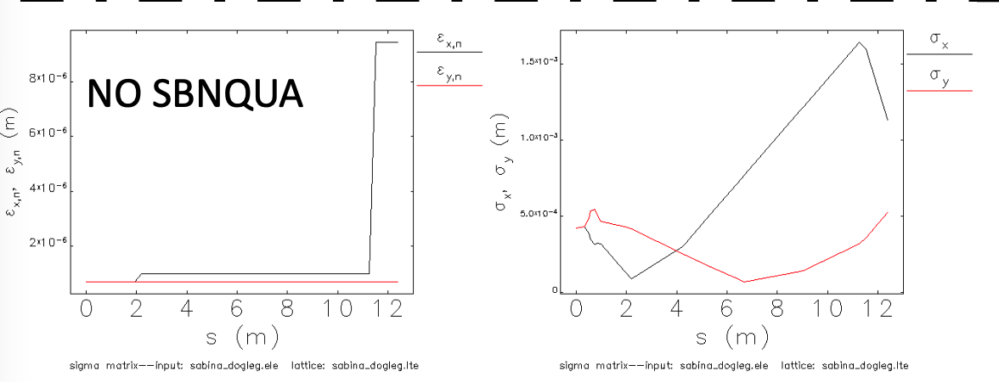 NO SBNQUA
ε_x,n
ε_y,n
8×10⁻⁶
6×10⁻⁶
4×10⁻⁶
2×10⁻⁶
ε_x,n, ε_y,n (m)
0 2 4 6 8 10 12
s (m)
sigma matrix--input: sabina_dogleg.ele lattice: sabina_dogleg.lte
σ_x
σ_y
1.5×10⁻³
1.0×10⁻³
5.0×10⁻⁴
0
σ_x, σ_y (m)
0 2 4 6 8 10 12
s (m)
sigma matrix--input: sabina_dogleg.ele lattice: sabina_dogleg.lte